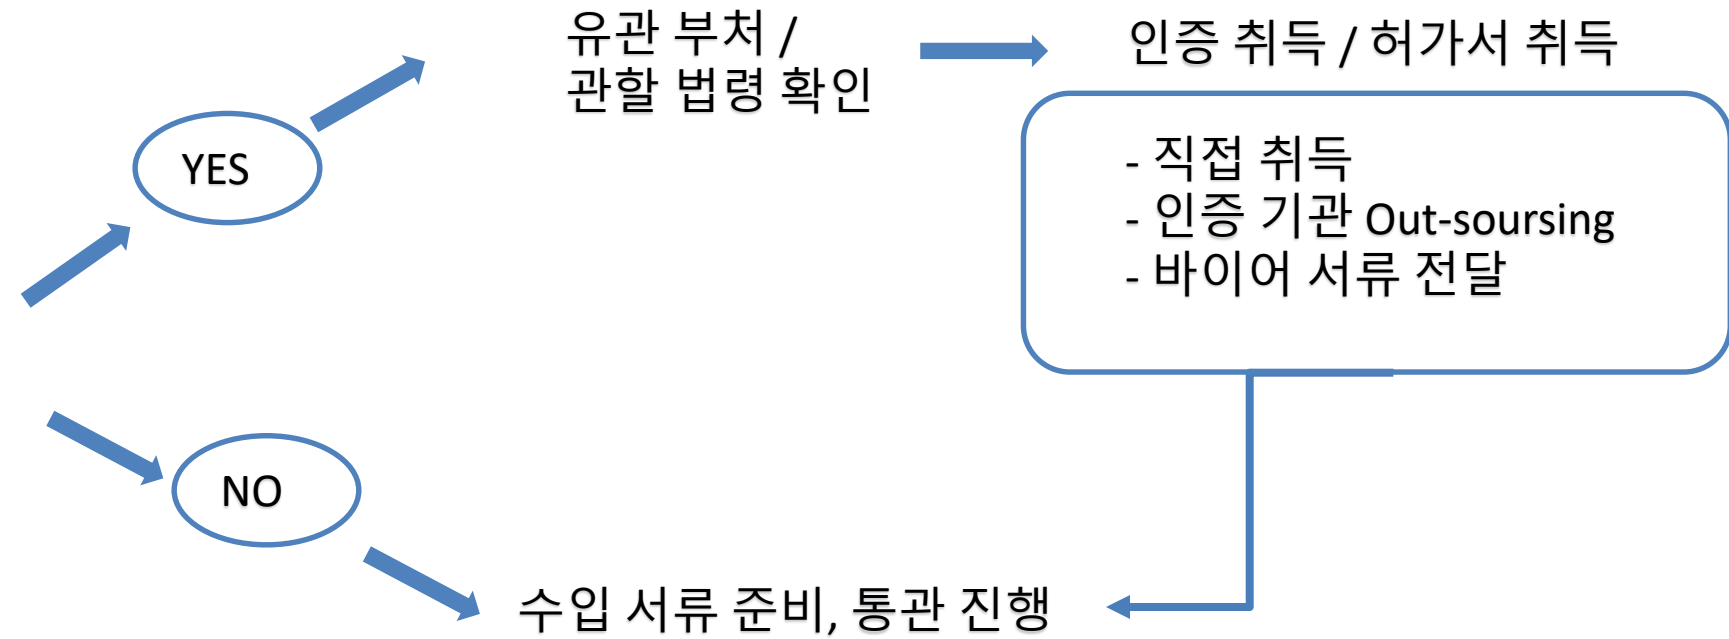 유관 부처 /
관할 법령 확인
인증 취득 / 허가서 취득
YES
- 직접 취득
- 인증 기관 Out-soursing
- 바이어 서류 전달
NO
수입 서류 준비, 통관 진행